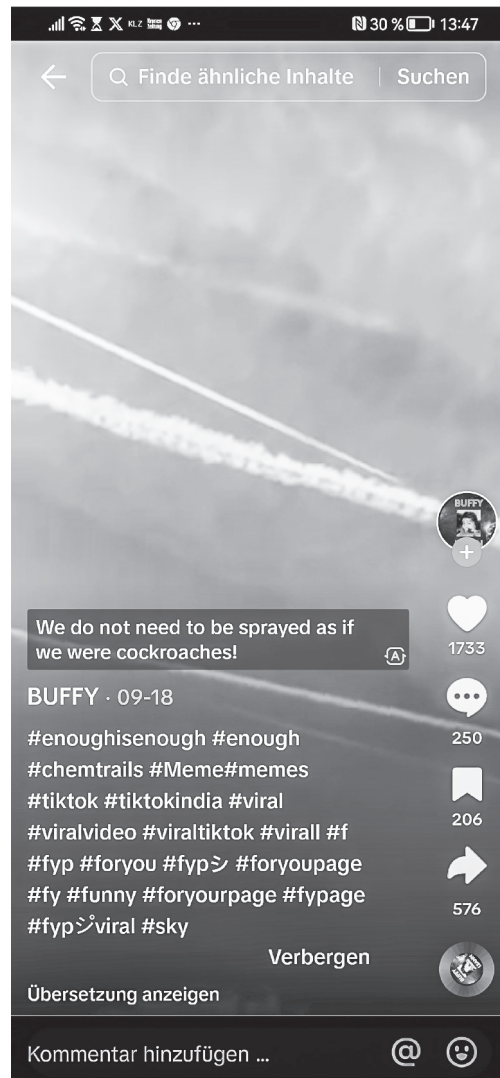 KLZ 30 % 13:47
Finde ähnliche Inhalte Suchen
BUFFY
We do not need to be sprayed as if
we were cockroaches!
1733
BUFFY · 09-18
250
#enoughisenough #enough
#chemtrails #Meme#memes
#tiktok #tiktokindia #viral
206
#viralvideo #viraltiktok #virall #f
#fyp #foryou #fypシ #foryoupage
#fy #funny #foryourpage #fypage
576
#fypジviral #sky
Verbergen
Übersetzung anzeigen
Kommentar hinzufügen ...